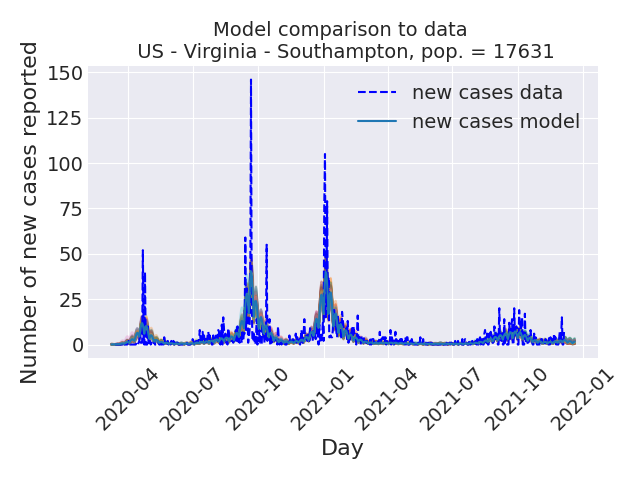 Model comparison to data
US - Virginia - Southampton, pop. = 17631
Number of new cases reported
150
125
100
75
50
25
0
new cases data
new cases model
2020-04
2020-07
2020-10
2021-01
2021-04
2021-07
2021-10
2022-01
Day